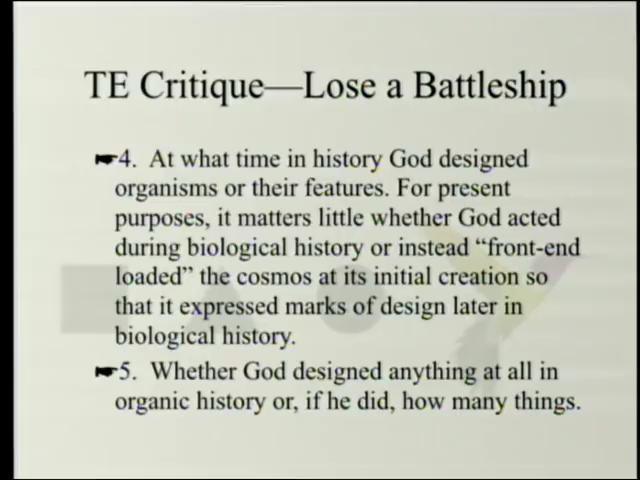 TE Critique—Lose a Battleship
4. At what time in history God designed
organisms or their features. For present
purposes, it matters little whether God acted
during biological history or instead “front-end
loaded” the cosmos at its initial creation so
that it expressed marks of design later in
biological history.
5. Whether God designed anything at all in
organic history or, if he did, how many things.